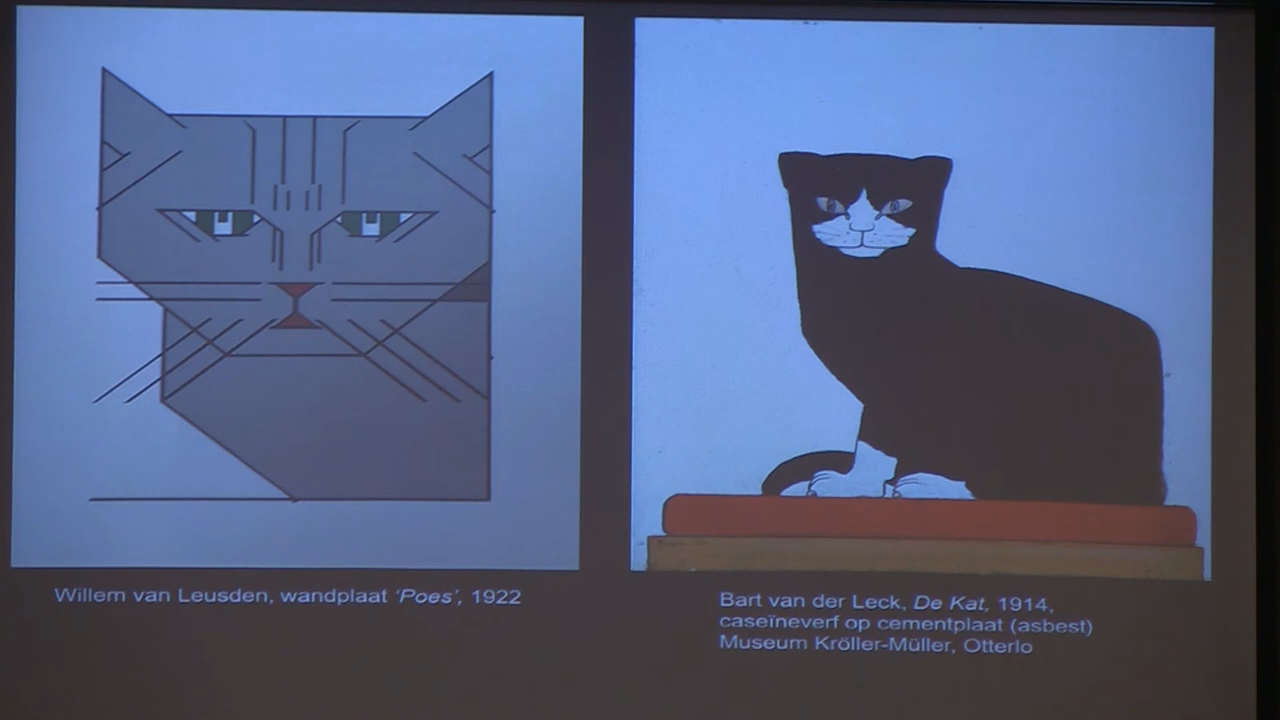 Willem van Leusden, wandplaat ‘Poes’, 1922
Bart van der Leck, De Kat, 1914,
caseïneverf op cementplaat (asbest)
Museum Kröller-Müller, Otterlo